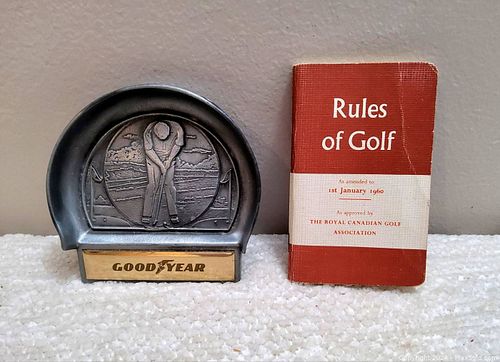 GOODYEAR
Rules
of Golf
As amended to
1st January 1960
As approved by
THE ROYAL CANADIAN GOLF
ASSOCIATION